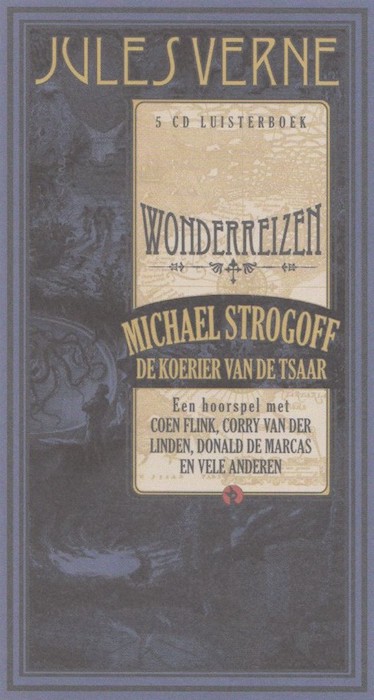 JULES VERNE
5 CD LUISTERBOEK
WONDERREIZEN
MICHAEL STROGOFF
DE KOERIER VAN DE TSAAR
Een hoorspel met
COEN FLINK, CORRY VAN DER
LINDEN, DONALD DE MARCAS
EN VELE ANDEREN